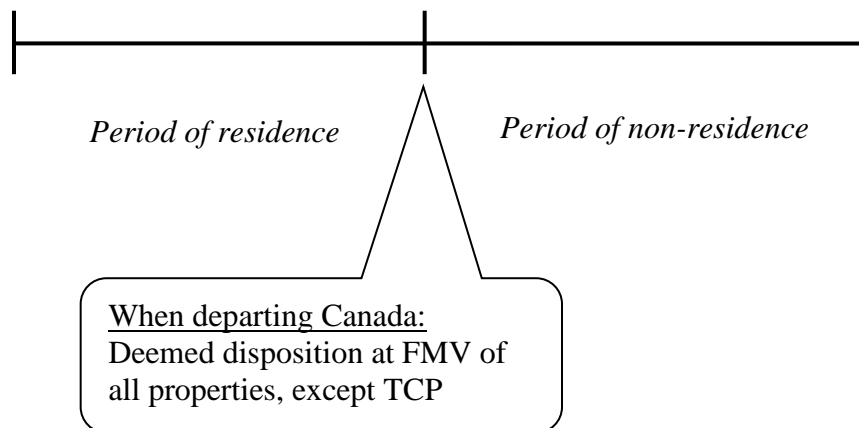 Period of residence
Period of non-residence
When departing Canada:
Deemed disposition at FMV of
all properties, except TCP